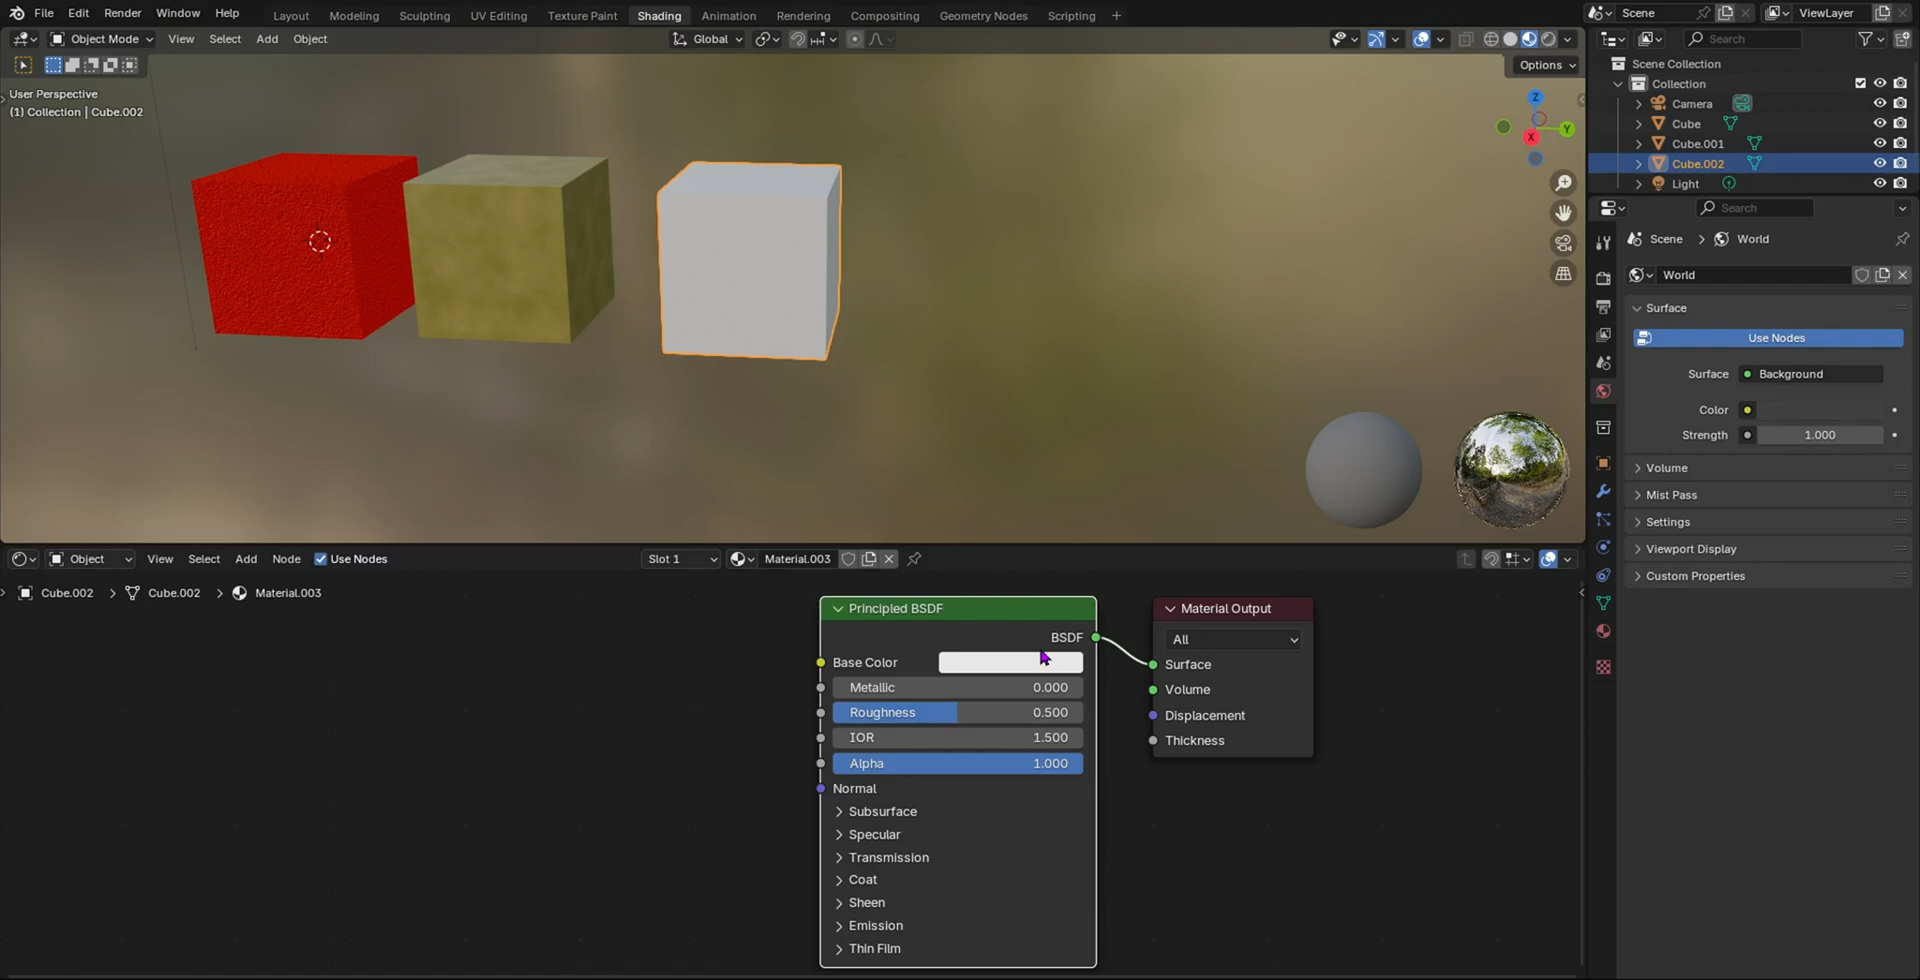 File Edit Render Window Help Layout Modeling Sculpting UV Editing Texture Paint Shading Animation Rendering Compositing Geometry Nodes Scripting + Scene ViewLayer
Object Mode View Select Add Object Global Search
Options
User Perspective
(1) Collection | Cube.002
Z
Y
X
Scene Collection
Collection
Camera
Cube
Cube.001
Cube.002
Light
Search
Scene > World
World
Surface
Use Nodes
Surface Background
Color
Strength 1.000
Volume
Mist Pass
Settings
Viewport Display
Custom Properties
Object View Select Add Node Use Nodes Slot 1 Material.003
Cube.002 > Cube.002 > Material.003
Principled BSDF
BSDF
Base Color
Metallic 0.000
Roughness 0.500
IOR 1.500
Alpha 1.000
Normal
Subsurface
Specular
Transmission
Coat
Sheen
Emission
Thin Film
Material Output
All
Surface
Volume
Displacement
Thickness